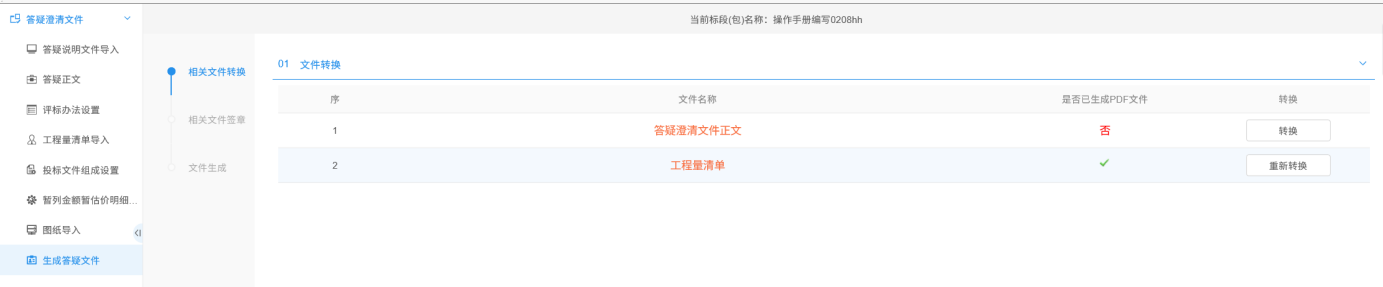 答疑澄清文件
当前标段(包)名称：操作手册编写0208hh
答疑说明文件导入
答疑正文
评标办法设置
工程量清单导入
投标文件组成设置
暂列金额暂估价明细...
图纸导入
生成答疑文件
相关文件转换
相关文件签章
文件生成
01 文件转换
序 文件名称 是否已生成PDF文件 转换
1 答疑澄清文件正文 否 转换
2 工程量清单 重新转换